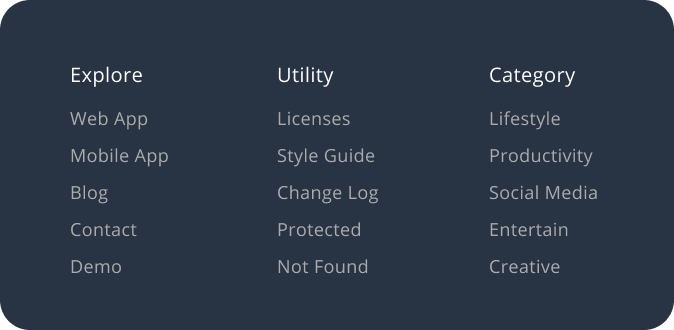 Explore
Web App
Mobile App
Blog
Contact
Demo
Utility
Licenses
Style Guide
Change Log
Protected
Not Found
Category
Lifestyle
Productivity
Social Media
Entertain
Creative